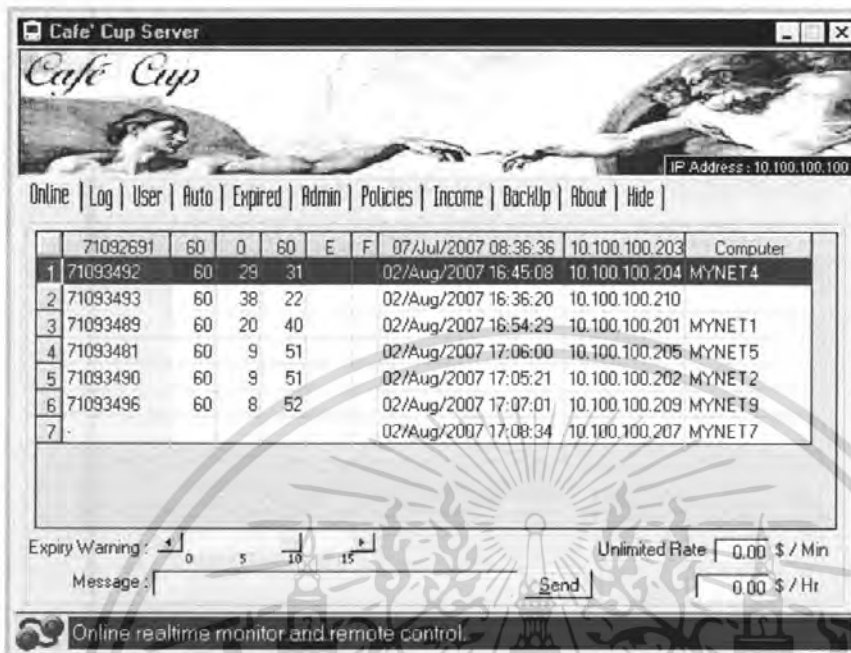 Cafe' Cup Server
Café Cup
IP Address : 10.100.100.100
Online | Log | User | Auto | Expired | Admin | Policies | Income | BackUp | About | Hide |
71092691 60 0 60 E F 07/Jul/2007 08:36:36 10.100.100.203 Computer
1 71093492 60 29 31 02/Aug/2007 16:45:08 10.100.100.204 MYNET4
2 71093493 60 38 22 02/Aug/2007 16:36:20 10.100.100.210
3 71093489 60 20 40 02/Aug/2007 16:54:29 10.100.100.201 MYNET1
4 71093481 60 9 51 02/Aug/2007 17:06:00 10.100.100.205 MYNET5
5 71093490 60 9 51 02/Aug/2007 17:05:21 10.100.100.202 MYNET2
6 71093496 60 8 52 02/Aug/2007 17:07:01 10.100.100.209 MYNET9
7 - 02/Aug/2007 17:08:34 10.100.100.207 MYNET7
Expiry Warning : 0 5 10 15 Unlimited Rate 0.00 $ / Min
Message : Send 0.00 $ / Hr
Online realtime monitor and remote control.